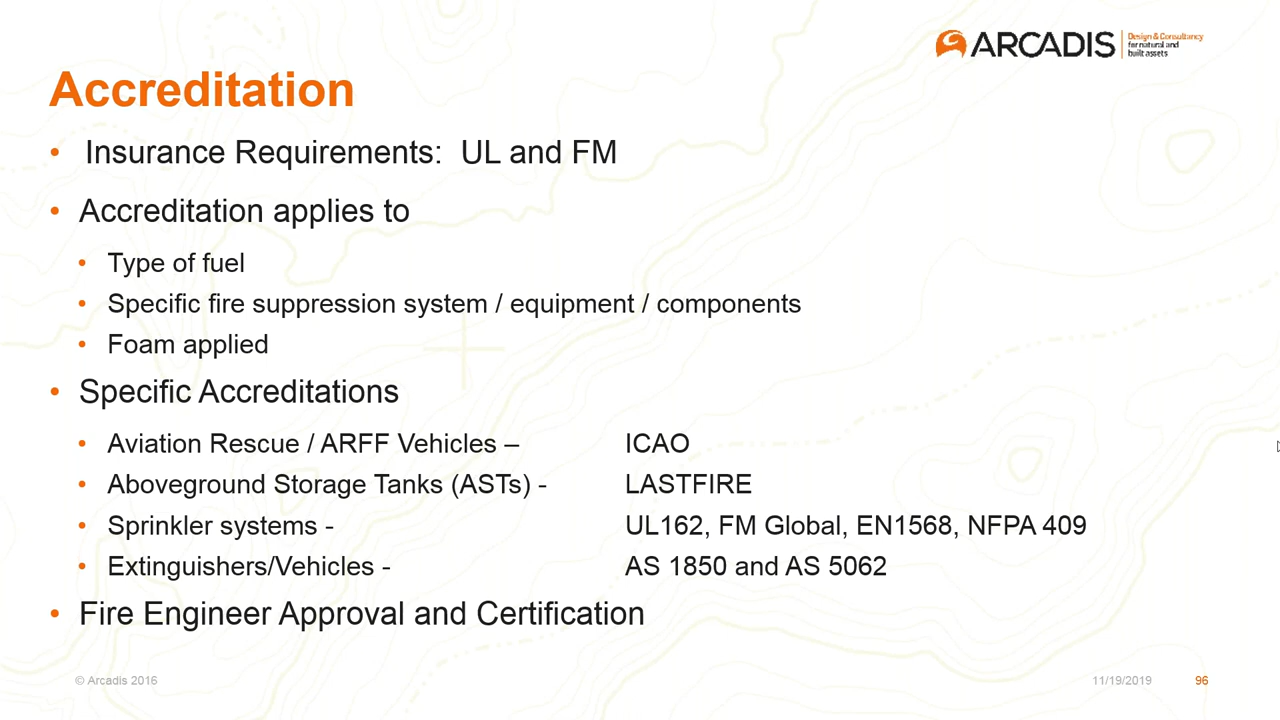 ARCADIS
Design & Consultancy
for natural and
built assets
Accreditation
• Insurance Requirements: UL and FM
• Accreditation applies to
• Type of fuel
• Specific fire suppression system / equipment / components
• Foam applied
• Specific Accreditations
• Aviation Rescue / ARFF Vehicles – ICAO
• Aboveground Storage Tanks (ASTs) - LASTFIRE
• Sprinkler systems - UL162, FM Global, EN1568, NFPA 409
• Extinguishers/Vehicles - AS 1850 and AS 5062
• Fire Engineer Approval and Certification
© Arcadis 2016 11/19/2019 96